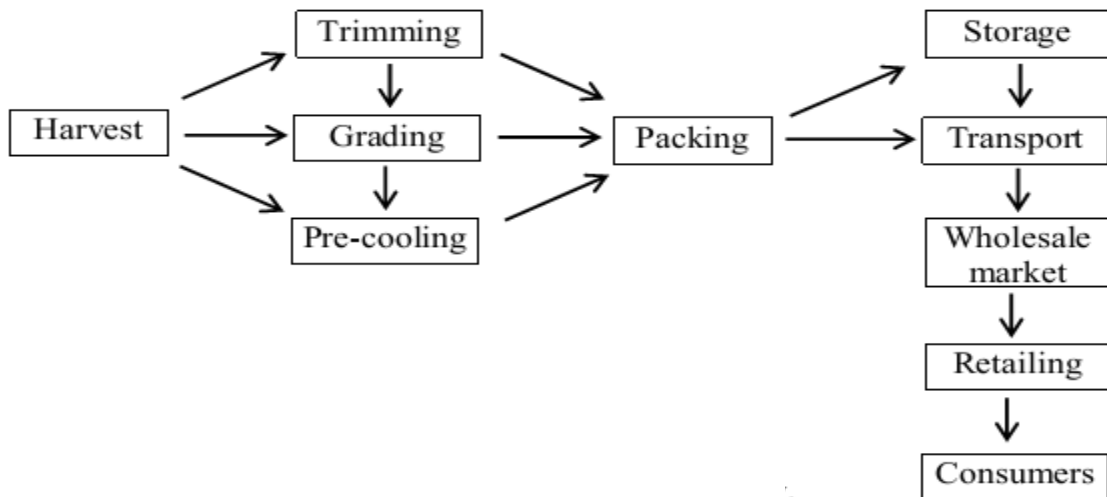 Trimming
Storage
Harvest
Grading
Packing
Transport
Pre-cooling
Wholesale
market
Retailing
Consumers